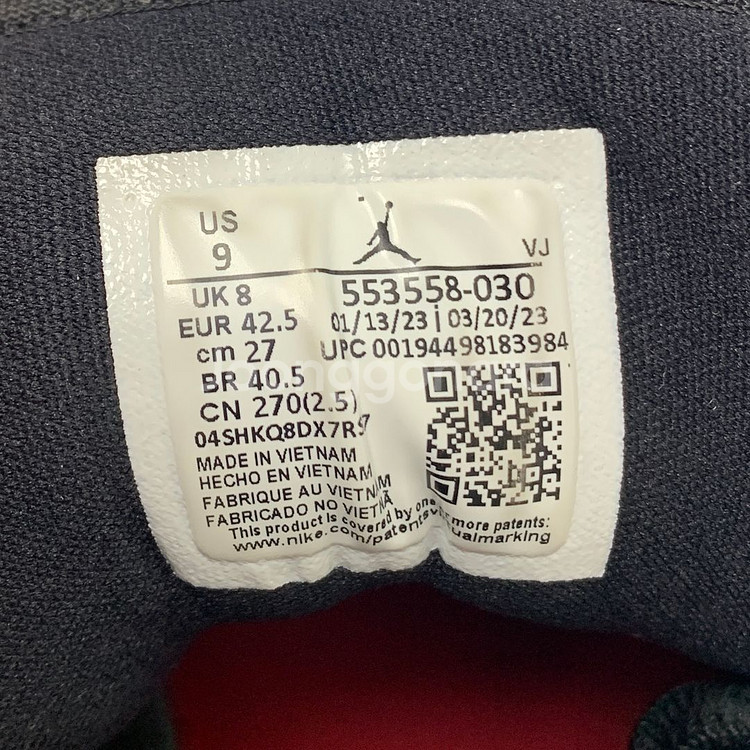 US
9
VJ
UK 8
553558-030
EUR 42.5
01/13/23 | 03/20/23
cm 27
UPC 00194498183984
BR 40.5
CN 270(2.5)
04SHKQ8DX7R97
MADE IN VIETNAM
HECHO EN VIETNAM
FABRIQUE AU VIETNAM
FABRICADO NO VIETNÃ
This product is covered by one or more patents:
www.nike.com/patents